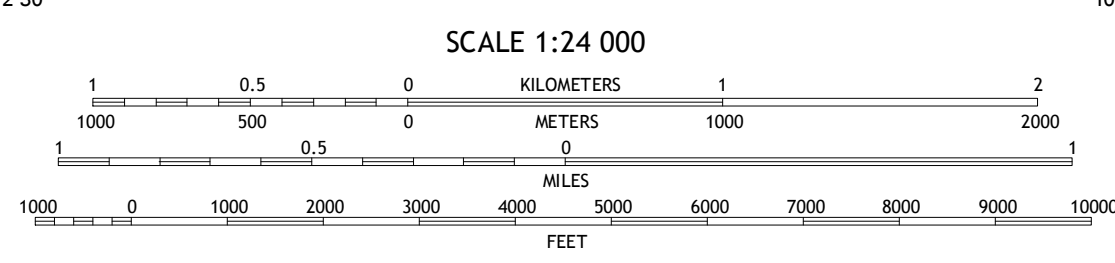 2 30
SCALE 1:24 000
1 0.5 0 KILOMETERS 1 2
1000 500 0 METERS 1000 2000
1 0.5 0 1
MILES
1000 0 1000 2000 3000 4000 5000 6000 7000 8000 9000 10000
FEET